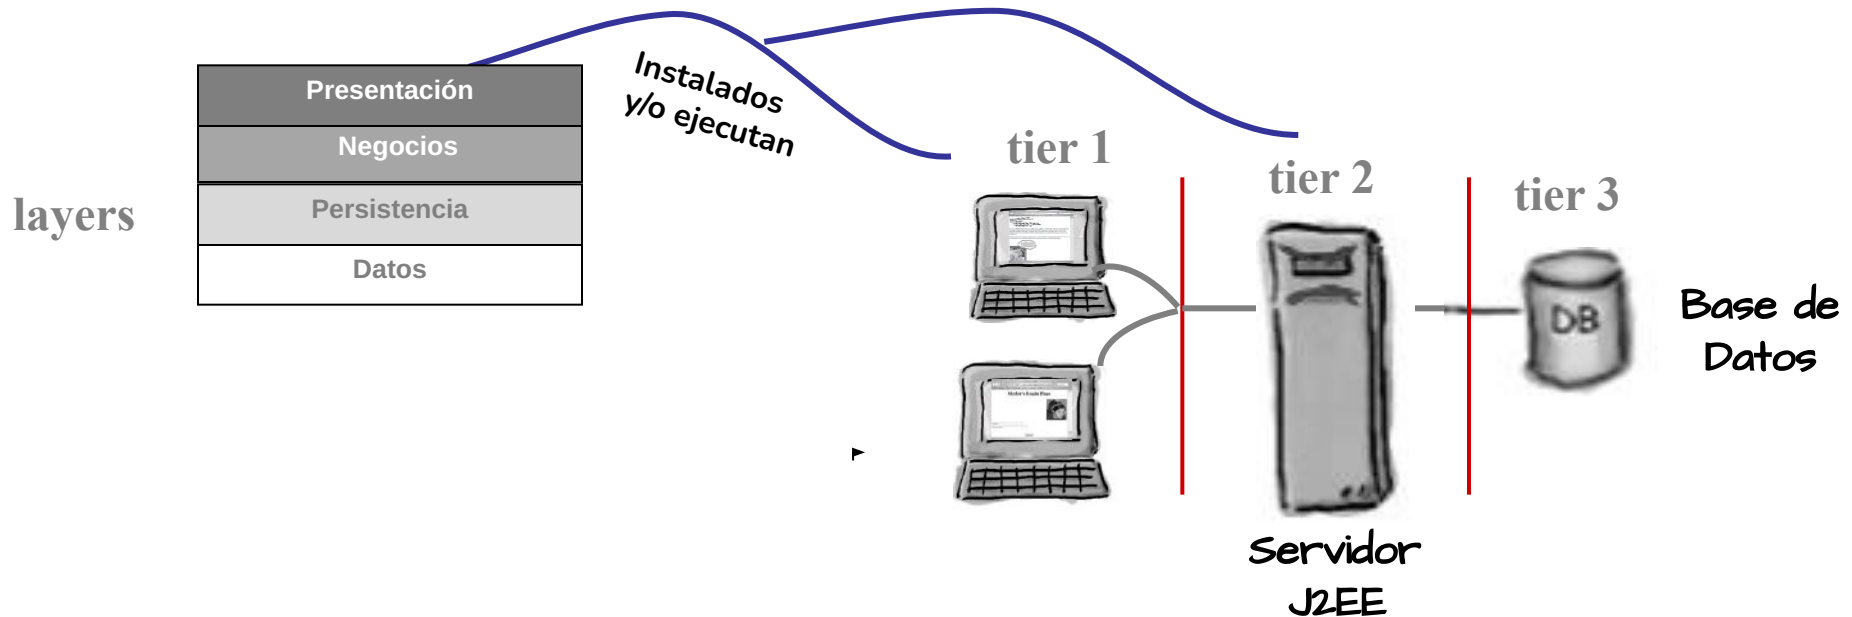 Presentación
Negocios
Persistencia
Datos
layers
Instalados
y/o ejecutan
tier 1
tier 2
tier 3
DB
Base de
Datos
Servidor
J2EE